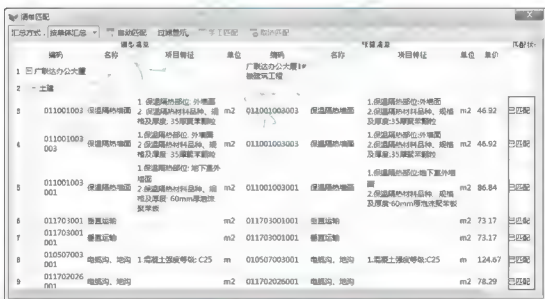 清单匹配
汇总方式：按单体汇总 自动匹配 过滤显示 手工匹配 取消匹配
编码 名称 项目特征 单位 编码 名称 项目特征 单位 单价 匹配状
1 广联达办公大厦 广联达办公大厦1#楼建筑工程
2 - 土建
3 011001003 保温隔热墙面 1.保温隔热部位:外墙面 2.保温隔热材料品种、规格及厚度:35厚聚苯颗粒 m2 011001003003 保温隔热墙面 1.保温隔热部位:外墙面 2.保温隔热材料品种、规格及厚度:35厚聚苯颗粒 m2 46.92 已匹配
4 011001003003 保温隔热墙面 1.保温隔热部位:外墙面 2.保温隔热材料品种、规格及厚度:35厚聚苯颗粒 m2 011001003003 保温隔热墙面 1.保温隔热部位:外墙面 2.保温隔热材料品种、规格及厚度:35厚聚苯颗粒 m2 46.92 已匹配
5 011001003001 保温隔热墙面 1.保温隔热部位:地下室外墙面 2.保温隔热材料品种、规格及厚度:60mm厚泡沫聚苯板 m2 011001003001 保温隔热墙面 1.保温隔热部位:地下室外墙面 2.保温隔热材料品种、规格及厚度:60mm厚泡沫聚苯板 m2 86.84 已匹配
6 011703001 垂直运输 m2 011703001001 垂直运输 m2 73.17 已匹配
7 011703001001 垂直运输 m2 011703001001 垂直运输 m2 73.17 已匹配
8 010507003001 电缆沟、地沟 1.混凝土强度等级:C25 m 010507003001 电缆沟、地沟 1.混凝土强度等级:C25 m 124.67 已匹配
9 011702026001 电缆沟、地沟 m2 011702026001 电缆沟、地沟 m2 78.29 已匹配